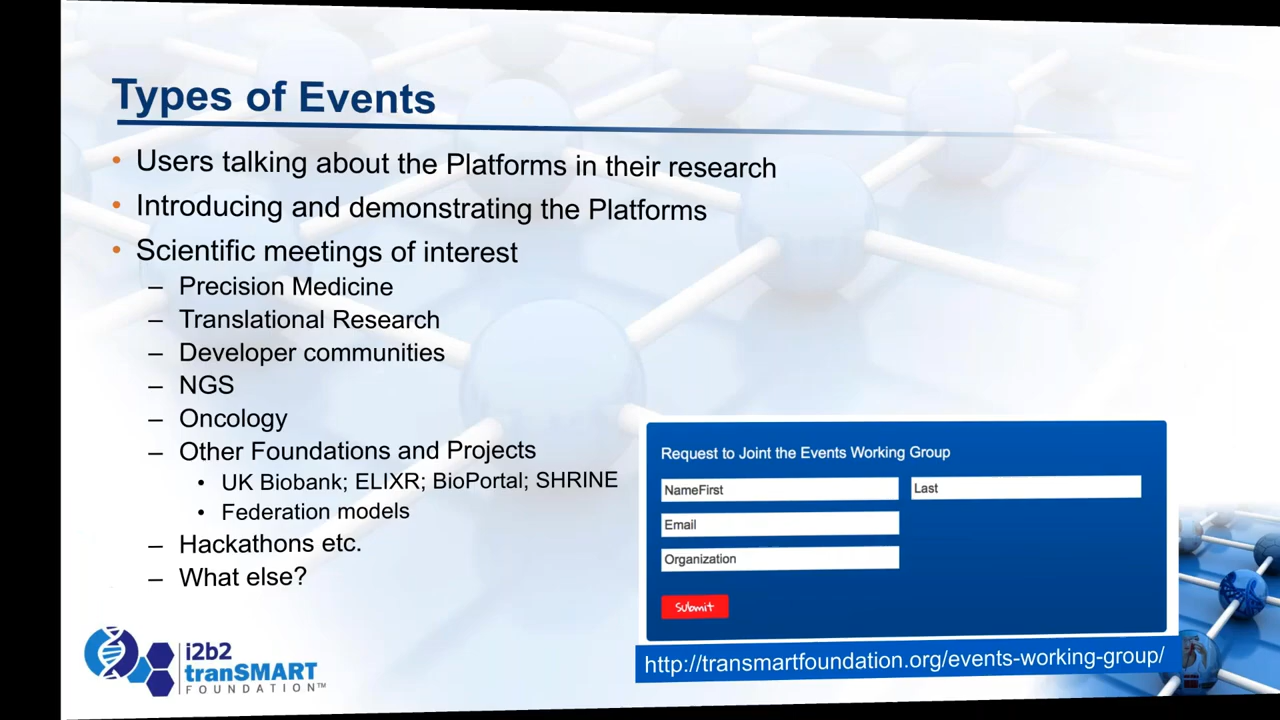 Types of Events
• Users talking about the Platforms in their research
• Introducing and demonstrating the Platforms
• Scientific meetings of interest
– Precision Medicine
– Translational Research
– Developer communities
– NGS
– Oncology
– Other Foundations and Projects
• UK Biobank; ELIXR; BioPortal; SHRINE
• Federation models
– Hackathons etc.
– What else?
Request to Joint the Events Working Group
NameFirst Last
Email
Organization
Submit
http://transmartfoundation.org/events-working-group/
i2b2
tranSMART
FOUNDATION™